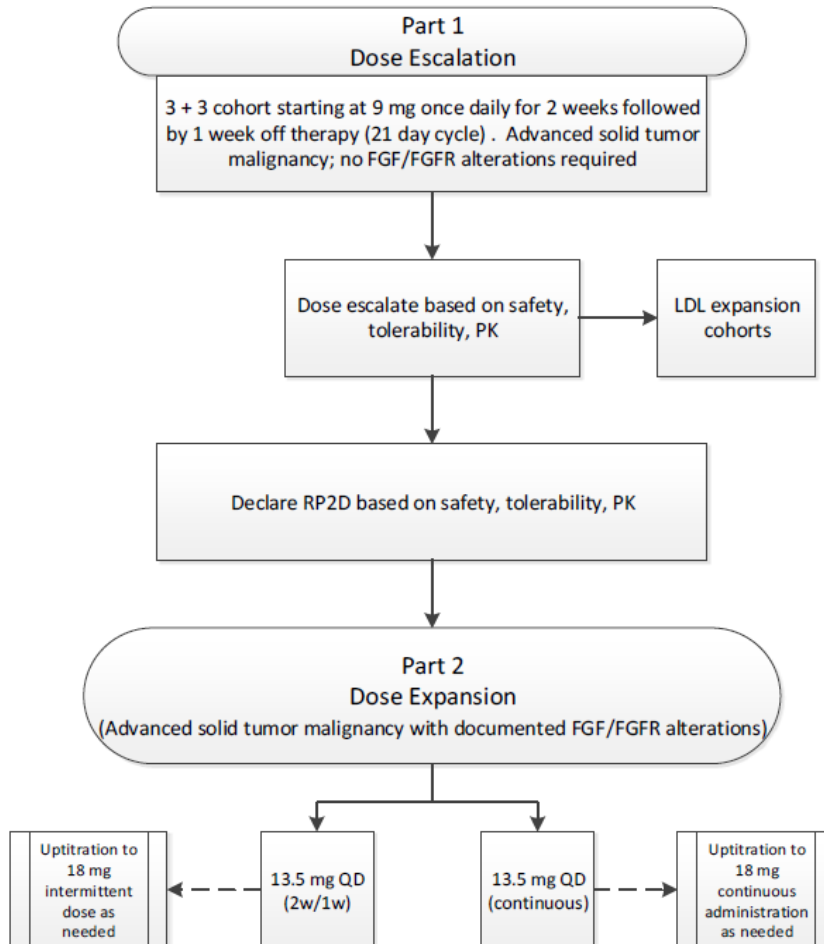 Part 1
Dose Escalation
3 + 3 cohort starting at 9 mg once daily for 2 weeks followed
by 1 week off therapy (21 day cycle) . Advanced solid tumor
malignancy; no FGF/FGFR alterations required
Dose escalate based on safety,
tolerability, PK
LDL expansion
cohorts
Declare RP2D based on safety, tolerability, PK
Part 2
Dose Expansion
(Advanced solid tumor malignancy with documented FGF/FGFR alterations)
Uptitration to
18 mg
intermittent
dose as
needed
13.5 mg QD
(2w/1w)
13.5 mg QD
(continuous)
Uptitration to
18 mg
continuous
administration
as needed